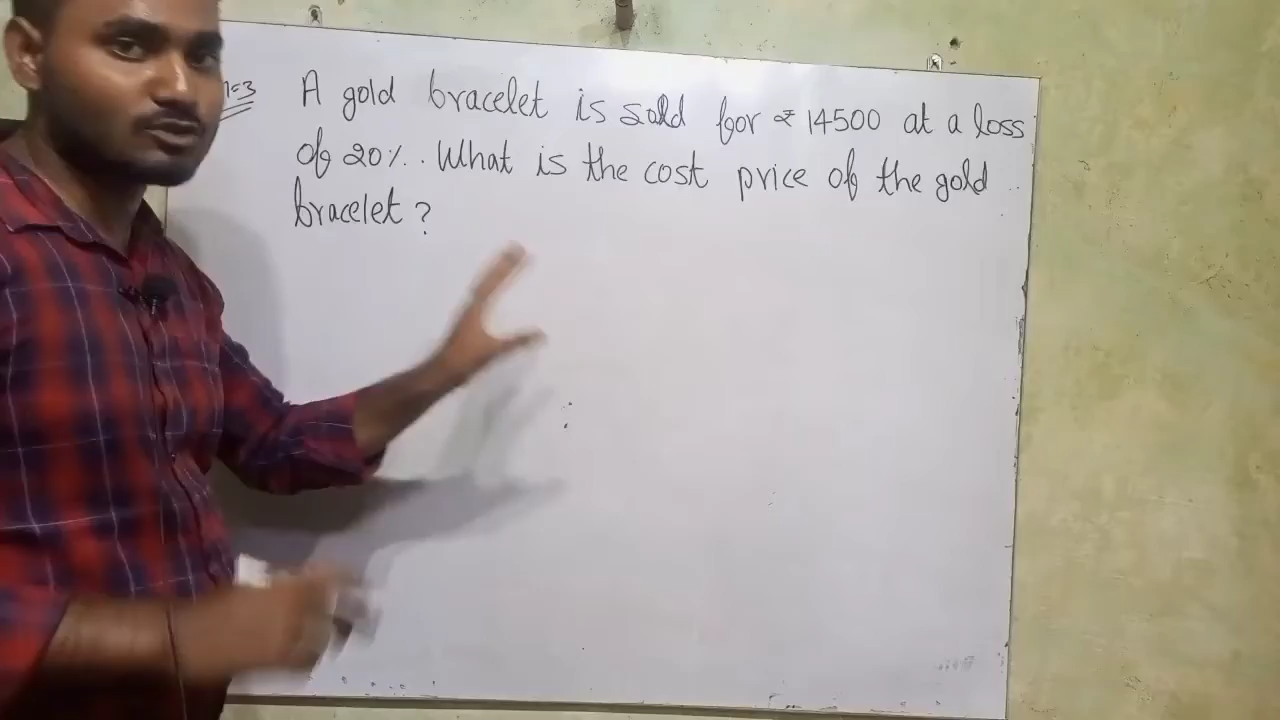 A gold bracelet is sold for ₹ 14500 at a loss
of 20%. What is the cost price of the gold
bracelet ?